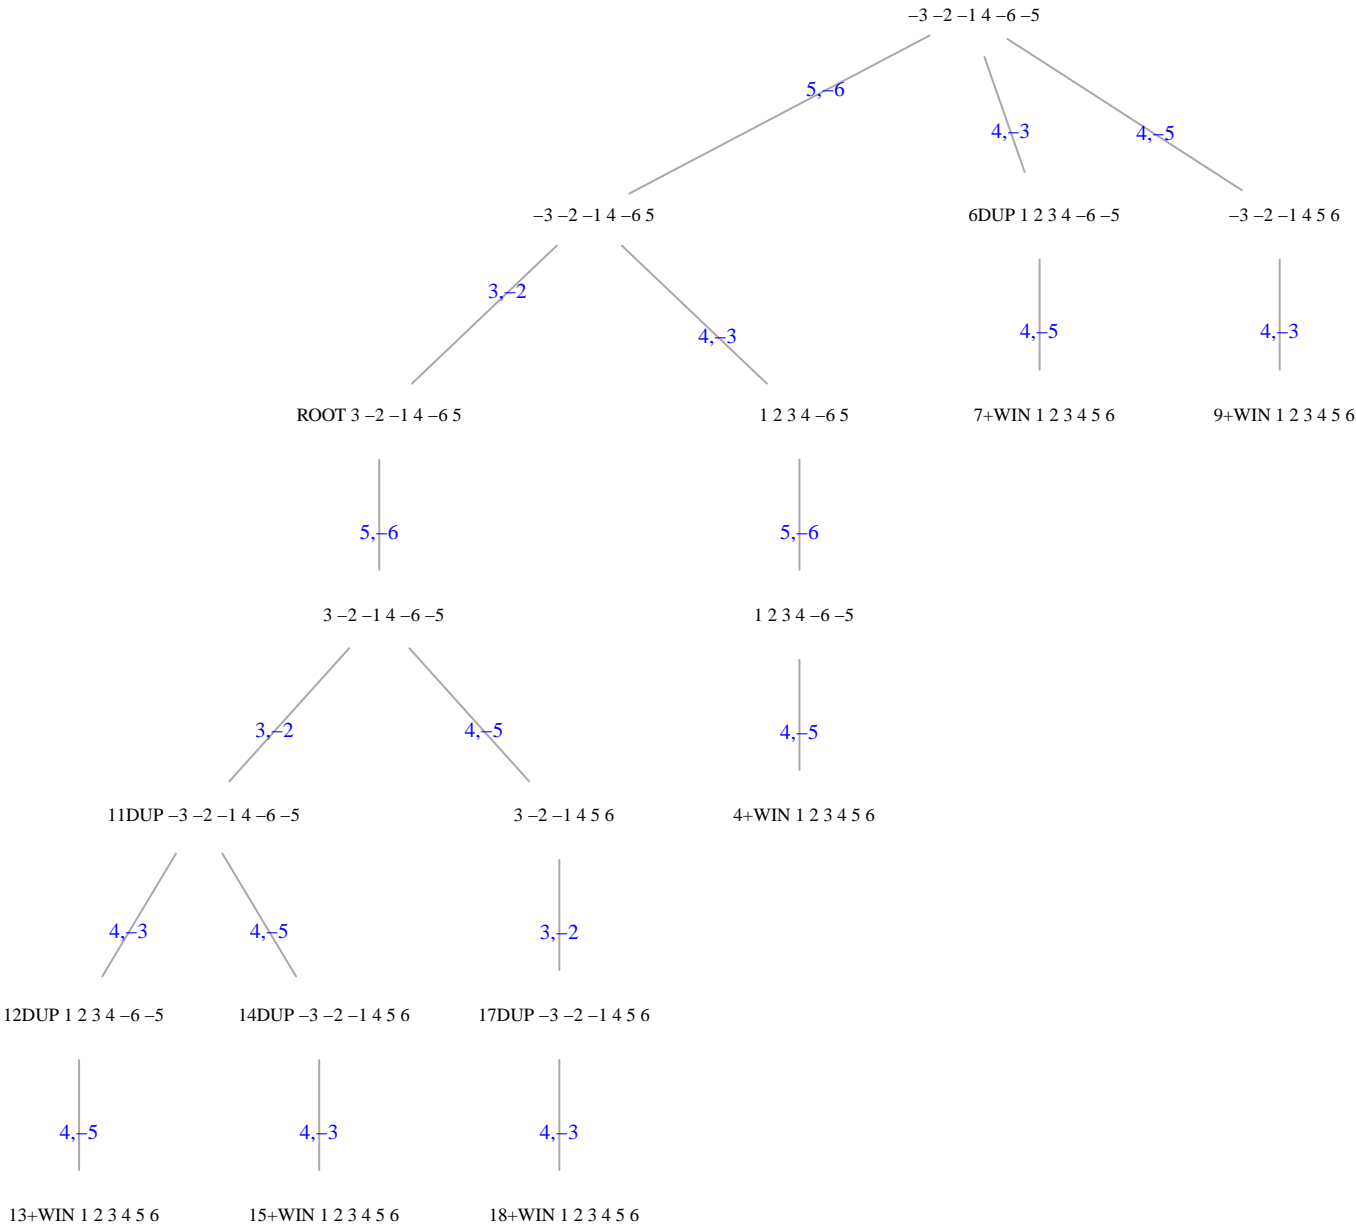 –3 –2 –1 4 –6 –5
5,–6
4,–3
4,–5
–3 –2 –1 4 –6 5
6DUP 1 2 3 4 –6 –5
–3 –2 –1 4 5 6
3,–2
4,–3
4,–5
4,–3
ROOT 3 –2 –1 4 –6 5
1 2 3 4 –6 5
7+WIN 1 2 3 4 5 6
9+WIN 1 2 3 4 5 6
5,–6
5,–6
3 –2 –1 4 –6 –5
1 2 3 4 –6 –5
3,–2
4,–5
4,–5
11DUP –3 –2 –1 4 –6 –5
3 –2 –1 4 5 6
4+WIN 1 2 3 4 5 6
4,–3
4,–5
3,–2
12DUP 1 2 3 4 –6 –5
14DUP –3 –2 –1 4 5 6
17DUP –3 –2 –1 4 5 6
4,–5
4,–3
4,–3
13+WIN 1 2 3 4 5 6
15+WIN 1 2 3 4 5 6
18+WIN 1 2 3 4 5 6